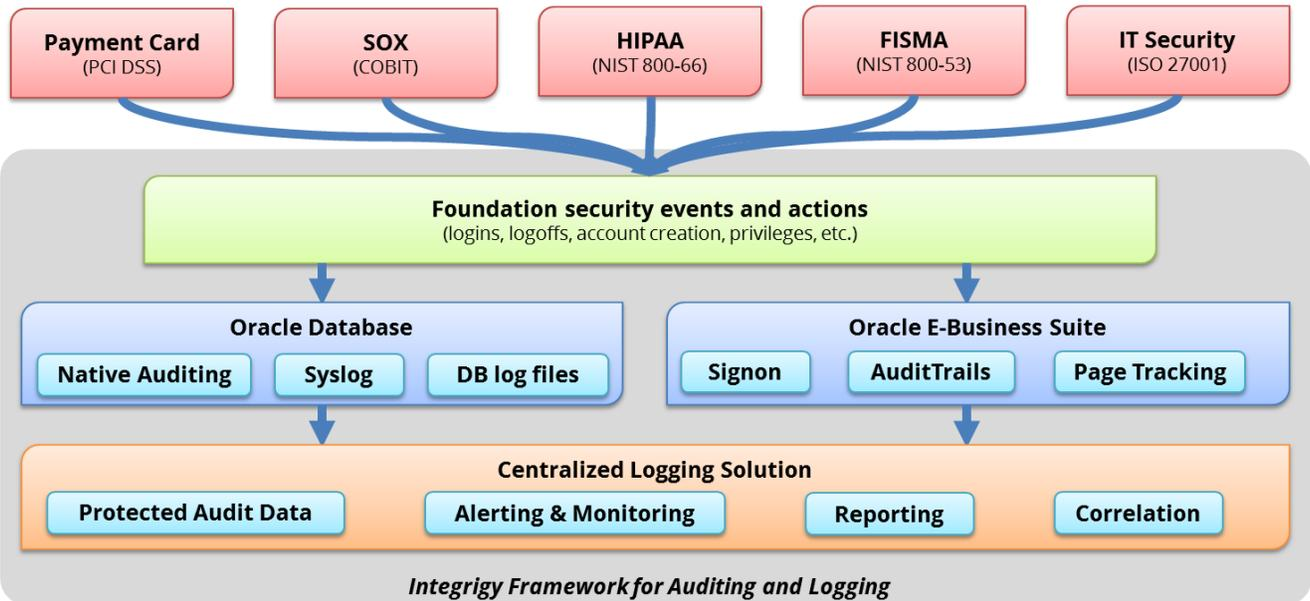 Payment Card
(PCI DSS)
SOX
(COBIT)
HIPAA
(NIST 800-66)
FISMA
(NIST 800-53)
IT Security
(ISO 27001)
Foundation security events and actions
(logins, logoffs, account creation, privileges, etc.)
Oracle Database
Native Auditing
Syslog
DB log files
Oracle E-Business Suite
Signon
AuditTrails
Page Tracking
Centralized Logging Solution
Protected Audit Data
Alerting & Monitoring
Reporting
Correlation
Integrigy Framework for Auditing and Logging